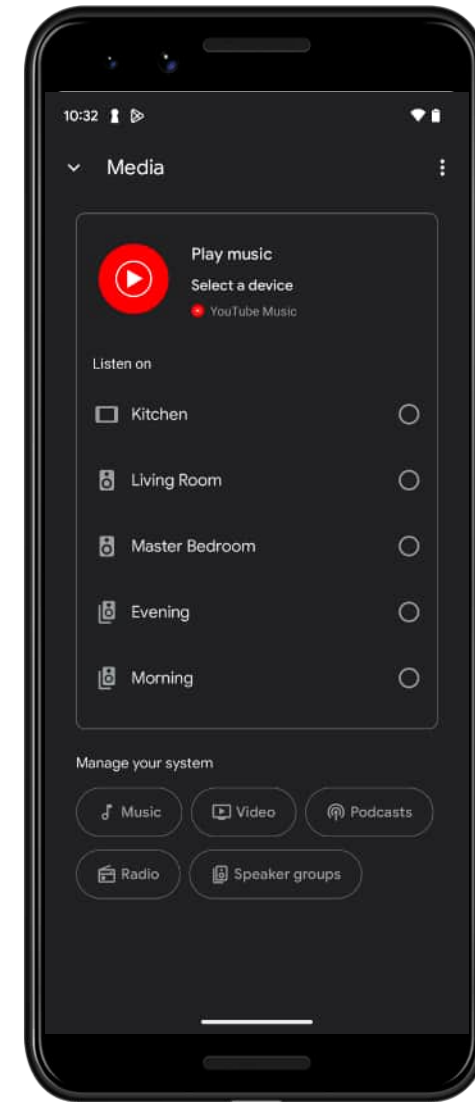 10:32
Media
Play music
Select a device
YouTube Music
Listen on
Kitchen
Living Room
Master Bedroom
Evening
Morning
Manage your system
Music Video Podcasts
Radio Speaker groups